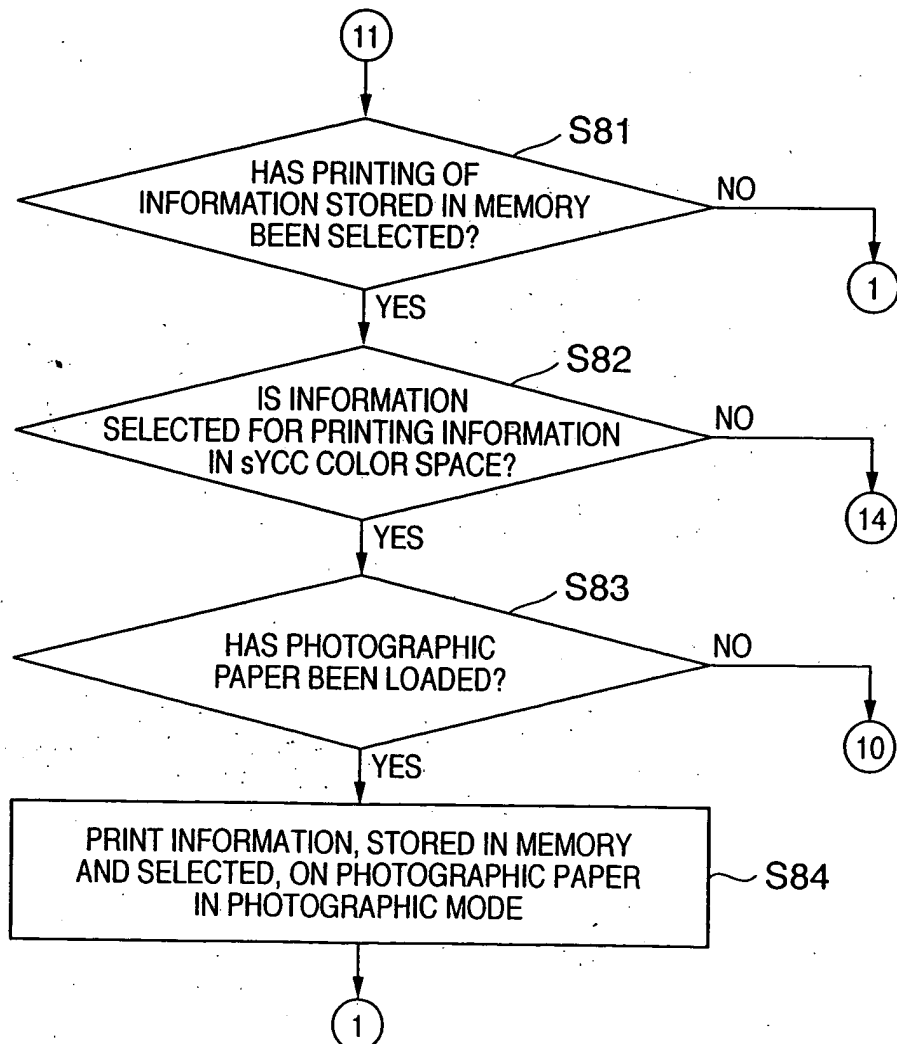 11
S81
HAS PRINTING OF
INFORMATION STORED IN MEMORY
BEEN SELECTED?
NO
1
YES
S82
IS INFORMATION
SELECTED FOR PRINTING INFORMATION
IN sYCC COLOR SPACE?
NO
14
YES
S83
HAS PHOTOGRAPHIC
PAPER BEEN LOADED?
NO
10
YES
PRINT INFORMATION, STORED IN MEMORY
AND SELECTED, ON PHOTOGRAPHIC PAPER
IN PHOTOGRAPHIC MODE
S84
1